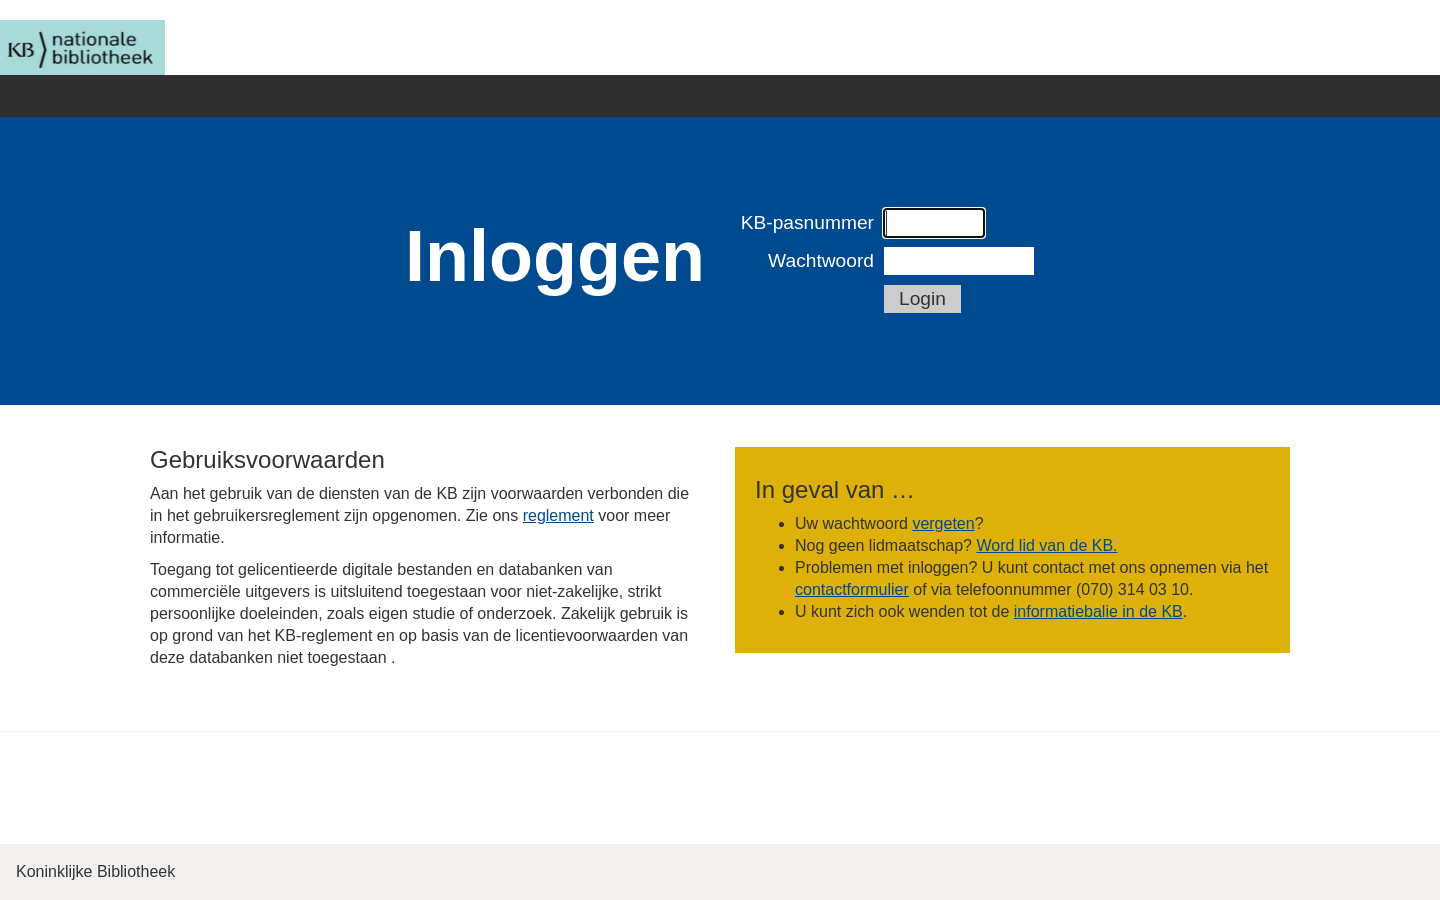 KB nationale
bibliotheek
Inloggen
KB-pasnummer
Wachtwoord
Login
Gebruiksvoorwaarden
Aan het gebruik van de diensten van de KB zijn voorwaarden verbonden die
in het gebruikersreglement zijn opgenomen. Zie ons reglement voor meer
informatie.
Toegang tot gelicentieerde digitale bestanden en databanken van
commerciële uitgevers is uitsluitend toegestaan voor niet-zakelijke, strikt
persoonlijke doeleinden, zoals eigen studie of onderzoek. Zakelijk gebruik is
op grond van het KB-reglement en op basis van de licentievoorwaarden van
deze databanken niet toegestaan .
In geval van …
Uw wachtwoord vergeten?
Nog geen lidmaatschap? Word lid van de KB.
Problemen met inloggen? U kunt contact met ons opnemen via het
contactformulier of via telefoonnummer (070) 314 03 10.
U kunt zich ook wenden tot de informatiebalie in de KB.
Koninklijke Bibliotheek